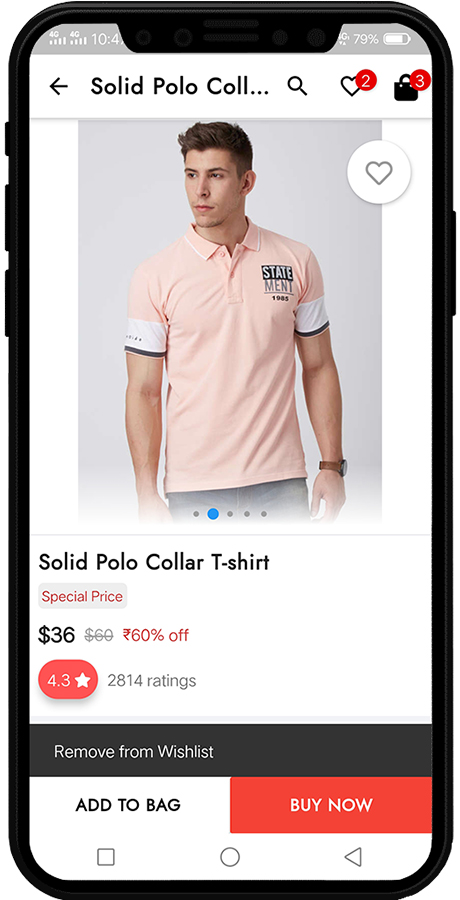 4G 4G 10:4
79%
Solid Polo Coll...
2
3
STATE
MENT
1985
Solid Polo Collar T-shirt
Special Price
$36 $60 ₹60% off
4.3 2814 ratings
Remove from Wishlist
ADD TO BAG BUY NOW